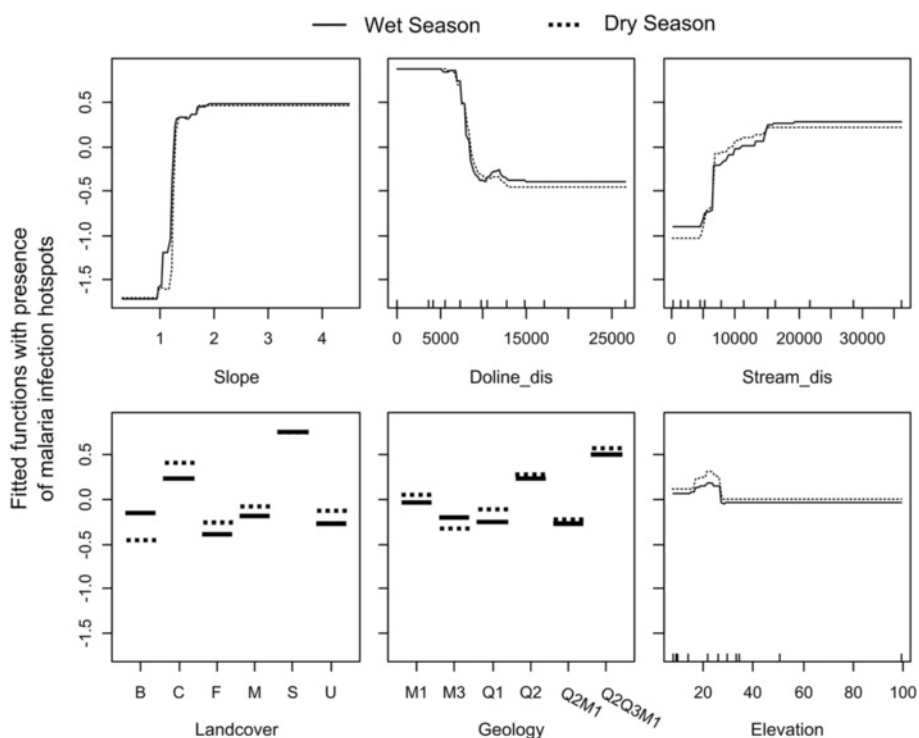 Wet Season Dry Season
Fitted functions with presence
of malaria infection hotspots
0.5
0.0
-0.5
-1.0
-1.5
1 2 3 4
Slope
0 5000 15000 25000
Doline_dis
0 10000 20000 30000
Stream_dis
0.5
0.0
-0.5
-1.0
-1.5
B C F M S U
Landcover
M1 M3 Q1 Q2 Q2M1 Q2Q3M1
Geology
20 40 60 80 100
Elevation